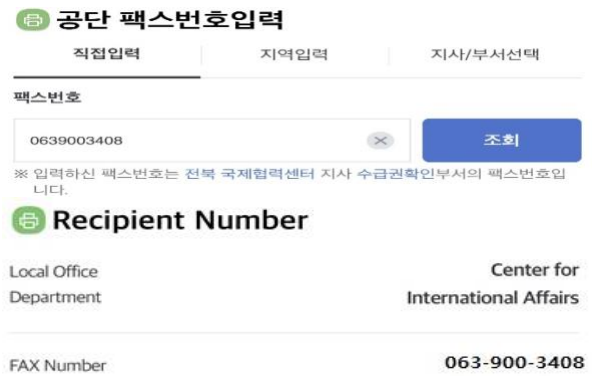 공단 팩스번호입력
직접입력 지역입력 지사/부서선택
팩스번호
0639003408 조회
※ 입력하신 팩스번호는 전북 국제협력센터 지사 수급권확인부서의 팩스번호입
니다.
Recipient Number
Local Office Center for
Department International Affairs
FAX Number 063-900-3408